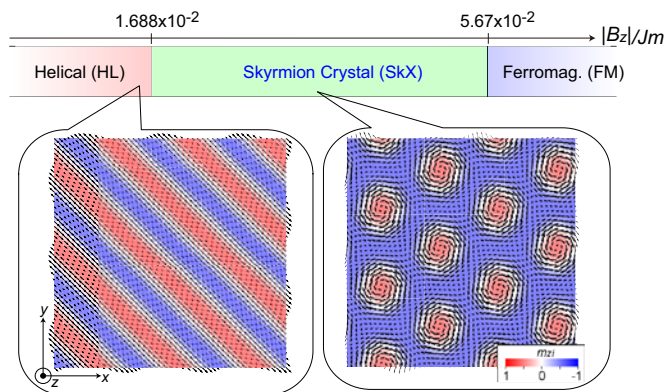 1.688x10⁻² 5.67x10⁻²
|Bz|/Jm
Helical (HL) Skyrmion Crystal (SkX) Ferromag. (FM)
y
z x
mzi
1 0 -1